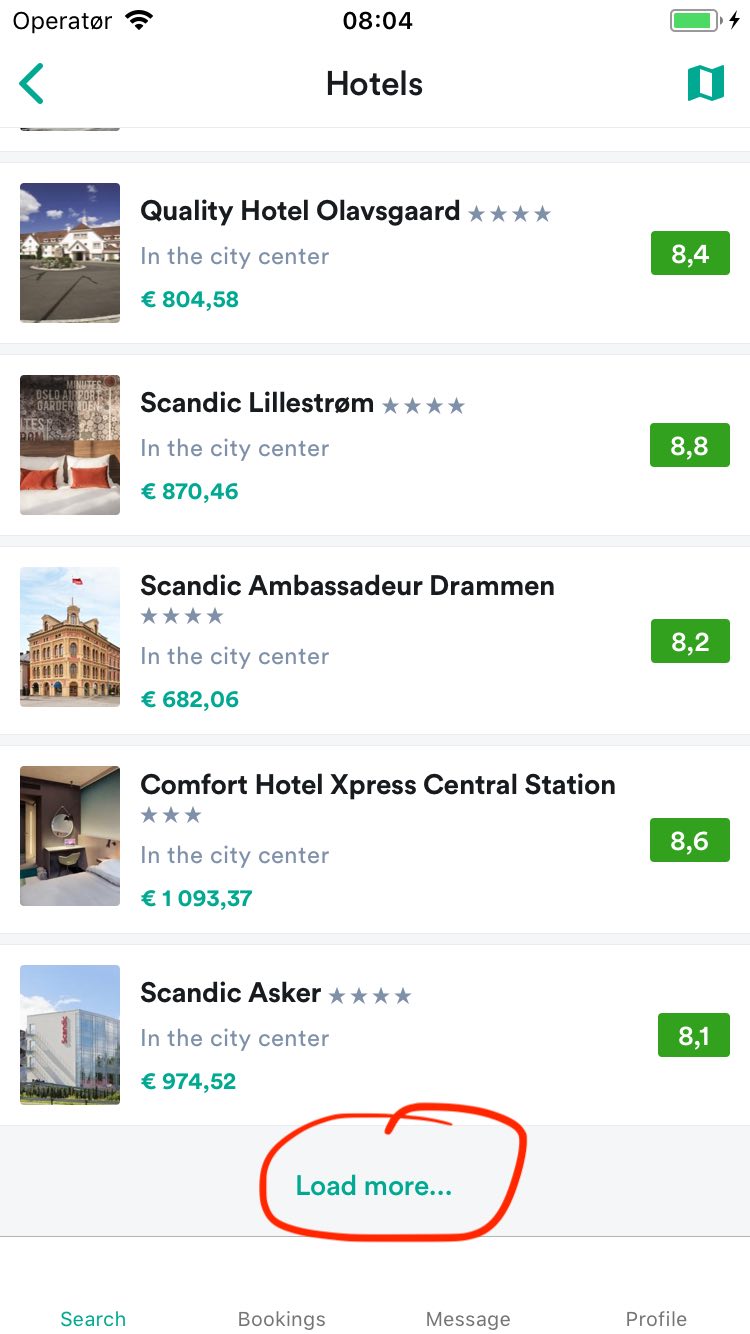 Operatør 08:04
Hotels
Quality Hotel Olavsgaard ★★★★
In the city center
8,4
€ 804,58
MINUTES
OSLO AIRPORT
GARDERMOEN
Scandic Lillestrøm ★★★★
In the city center
8,8
€ 870,46
Scandic Ambassadeur Drammen
★★★★
In the city center
8,2
€ 682,06
Comfort Hotel Xpress Central Station
★★★
In the city center
8,6
€ 1 093,37
Scandic
Scandic Asker ★★★★
In the city center
8,1
€ 974,52
Load more...
Search Bookings Message Profile